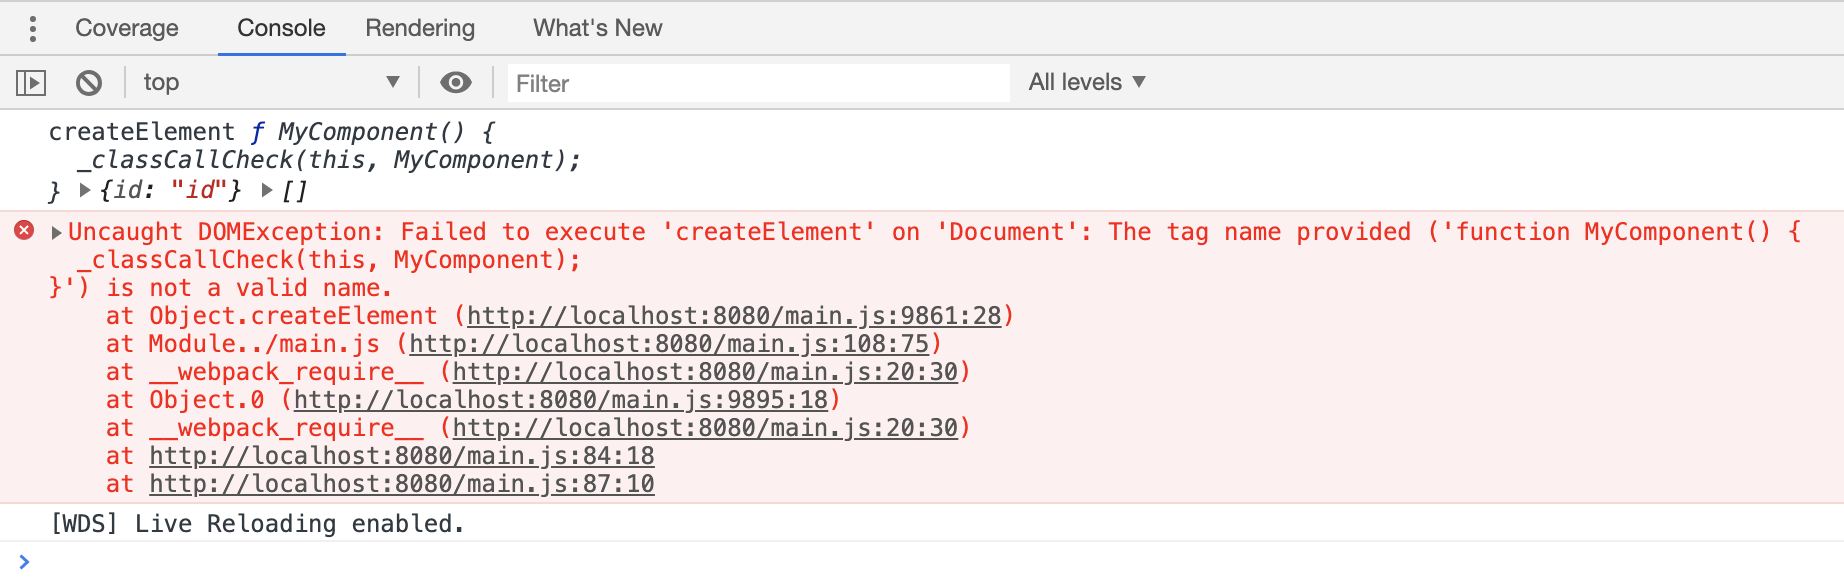 Coverage Console Rendering What's New
top Filter All levels
createElement ƒ MyComponent() {
_classCallCheck(this, MyComponent);
} {id: "id"} []
Uncaught DOMException: Failed to execute 'createElement' on 'Document': The tag name provided ('function MyComponent() {
_classCallCheck(this, MyComponent);
}') is not a valid name.
at Object.createElement (http://localhost:8080/main.js:9861:28)
at Module../main.js (http://localhost:8080/main.js:108:75)
at __webpack_require__ (http://localhost:8080/main.js:20:30)
at Object.0 (http://localhost:8080/main.js:9895:18)
at __webpack_require__ (http://localhost:8080/main.js:20:30)
at http://localhost:8080/main.js:84:18
at http://localhost:8080/main.js:87:10
[WDS] Live Reloading enabled.